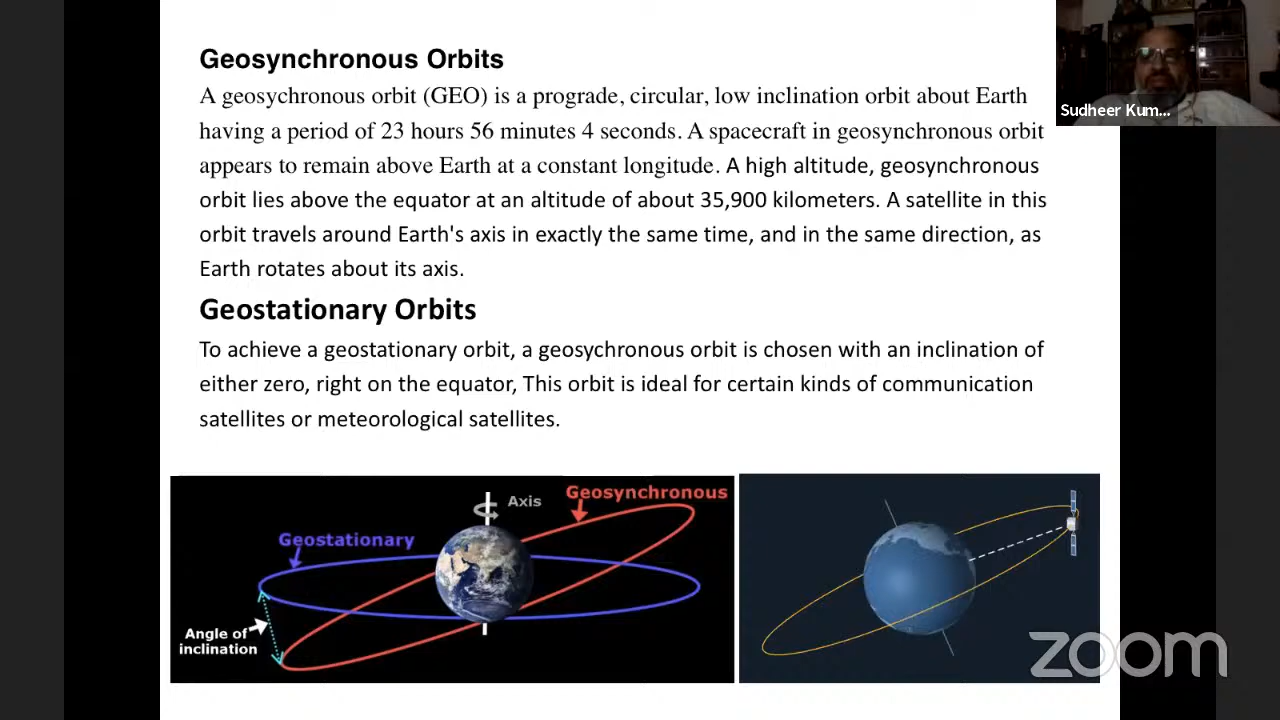 Geosynchronous Orbits
A geosychronous orbit (GEO) is a prograde, circular, low inclination orbit about Earth
having a period of 23 hours 56 minutes 4 seconds. A spacecraft in geosynchronous orbit
appears to remain above Earth at a constant longitude. A high altitude, geosynchronous
orbit lies above the equator at an altitude of about 35,900 kilometers. A satellite in this
orbit travels around Earth's axis in exactly the same time, and in the same direction, as
Earth rotates about its axis.
Geostationary Orbits
To achieve a geostationary orbit, a geosychronous orbit is chosen with an inclination of
either zero, right on the equator, This orbit is ideal for certain kinds of communication
satellites or meteorological satellites.
Sudheer Kum...
Axis
Geosynchronous
Geostationary
Angle of
inclination
zoom